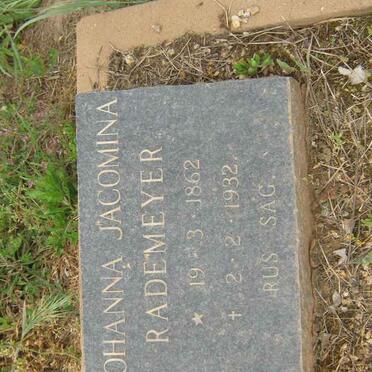 JOHANNA JACOMINA
RADEMEYER
* 19·3·1862
+ 2·2·1932.
RUS SAG.